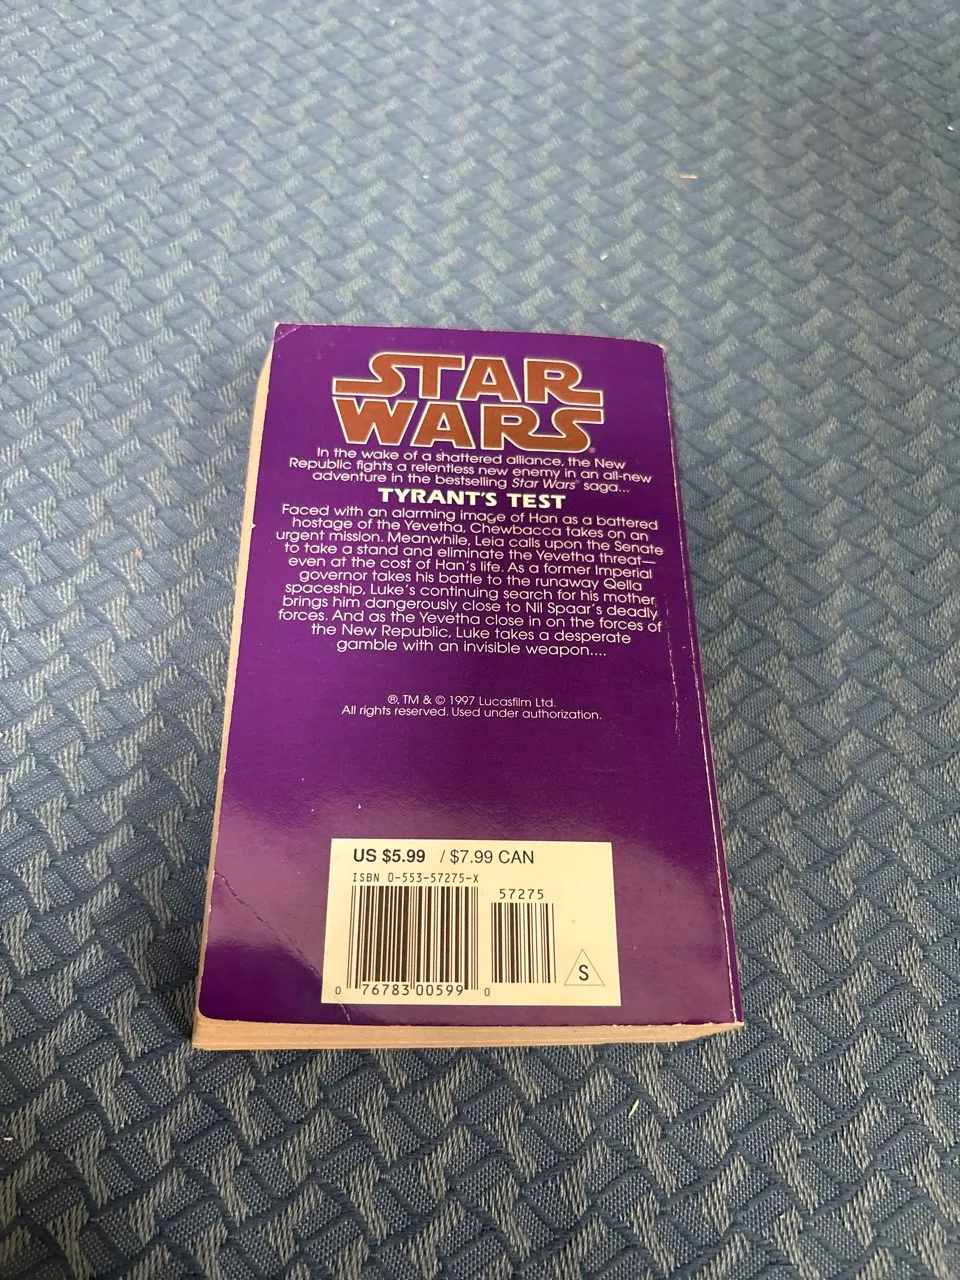 STAR
WARS®
In the wake of a shattered alliance, the New
Republic fights a relentless new enemy in an all-new
adventure in the bestselling Star Wars® saga...
TYRANT'S TEST
Faced with an alarming image of Han as a battered
hostage of the Yevetha, Chewbacca takes on an
urgent mission. Meanwhile, Leia calls upon the Senate
to take a stand and eliminate the Yevetha threat—
even at the cost of Han's life. As a former Imperial
governor takes his battle to the runaway Qella
spaceship, Luke's continuing search for his mother
brings him dangerously close to Nil Spaar's deadly
forces. And as the Yevetha close in on the forces of
the New Republic, Luke takes a desperate
gamble with an invisible weapon....
®, TM & © 1997 Lucasfilm Ltd.
All rights reserved. Used under authorization.
US $5.99 / $7.99 CAN
ISBN 0-553-57275-X
57275
S
0 76783 00599 0